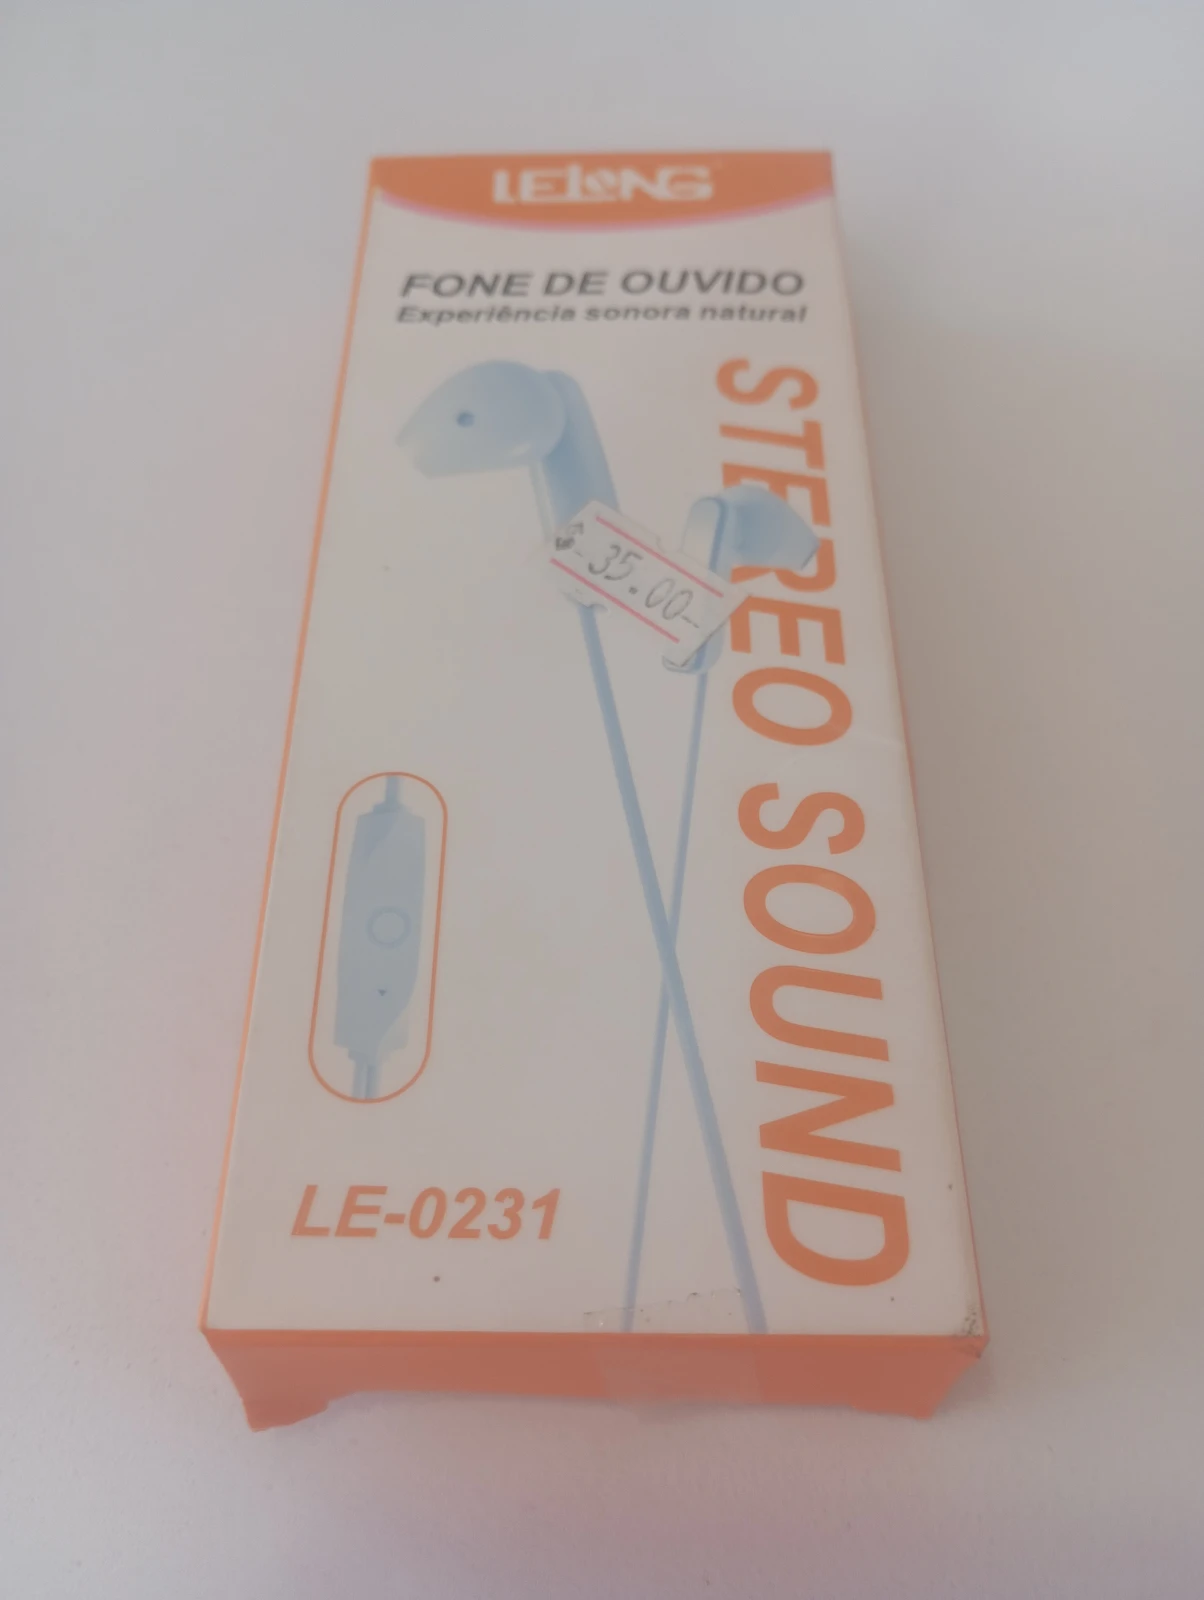 LELONG
FONE DE OUVIDO
Experiência sonora natural
STEREO SOUND
35.00
LE-0231